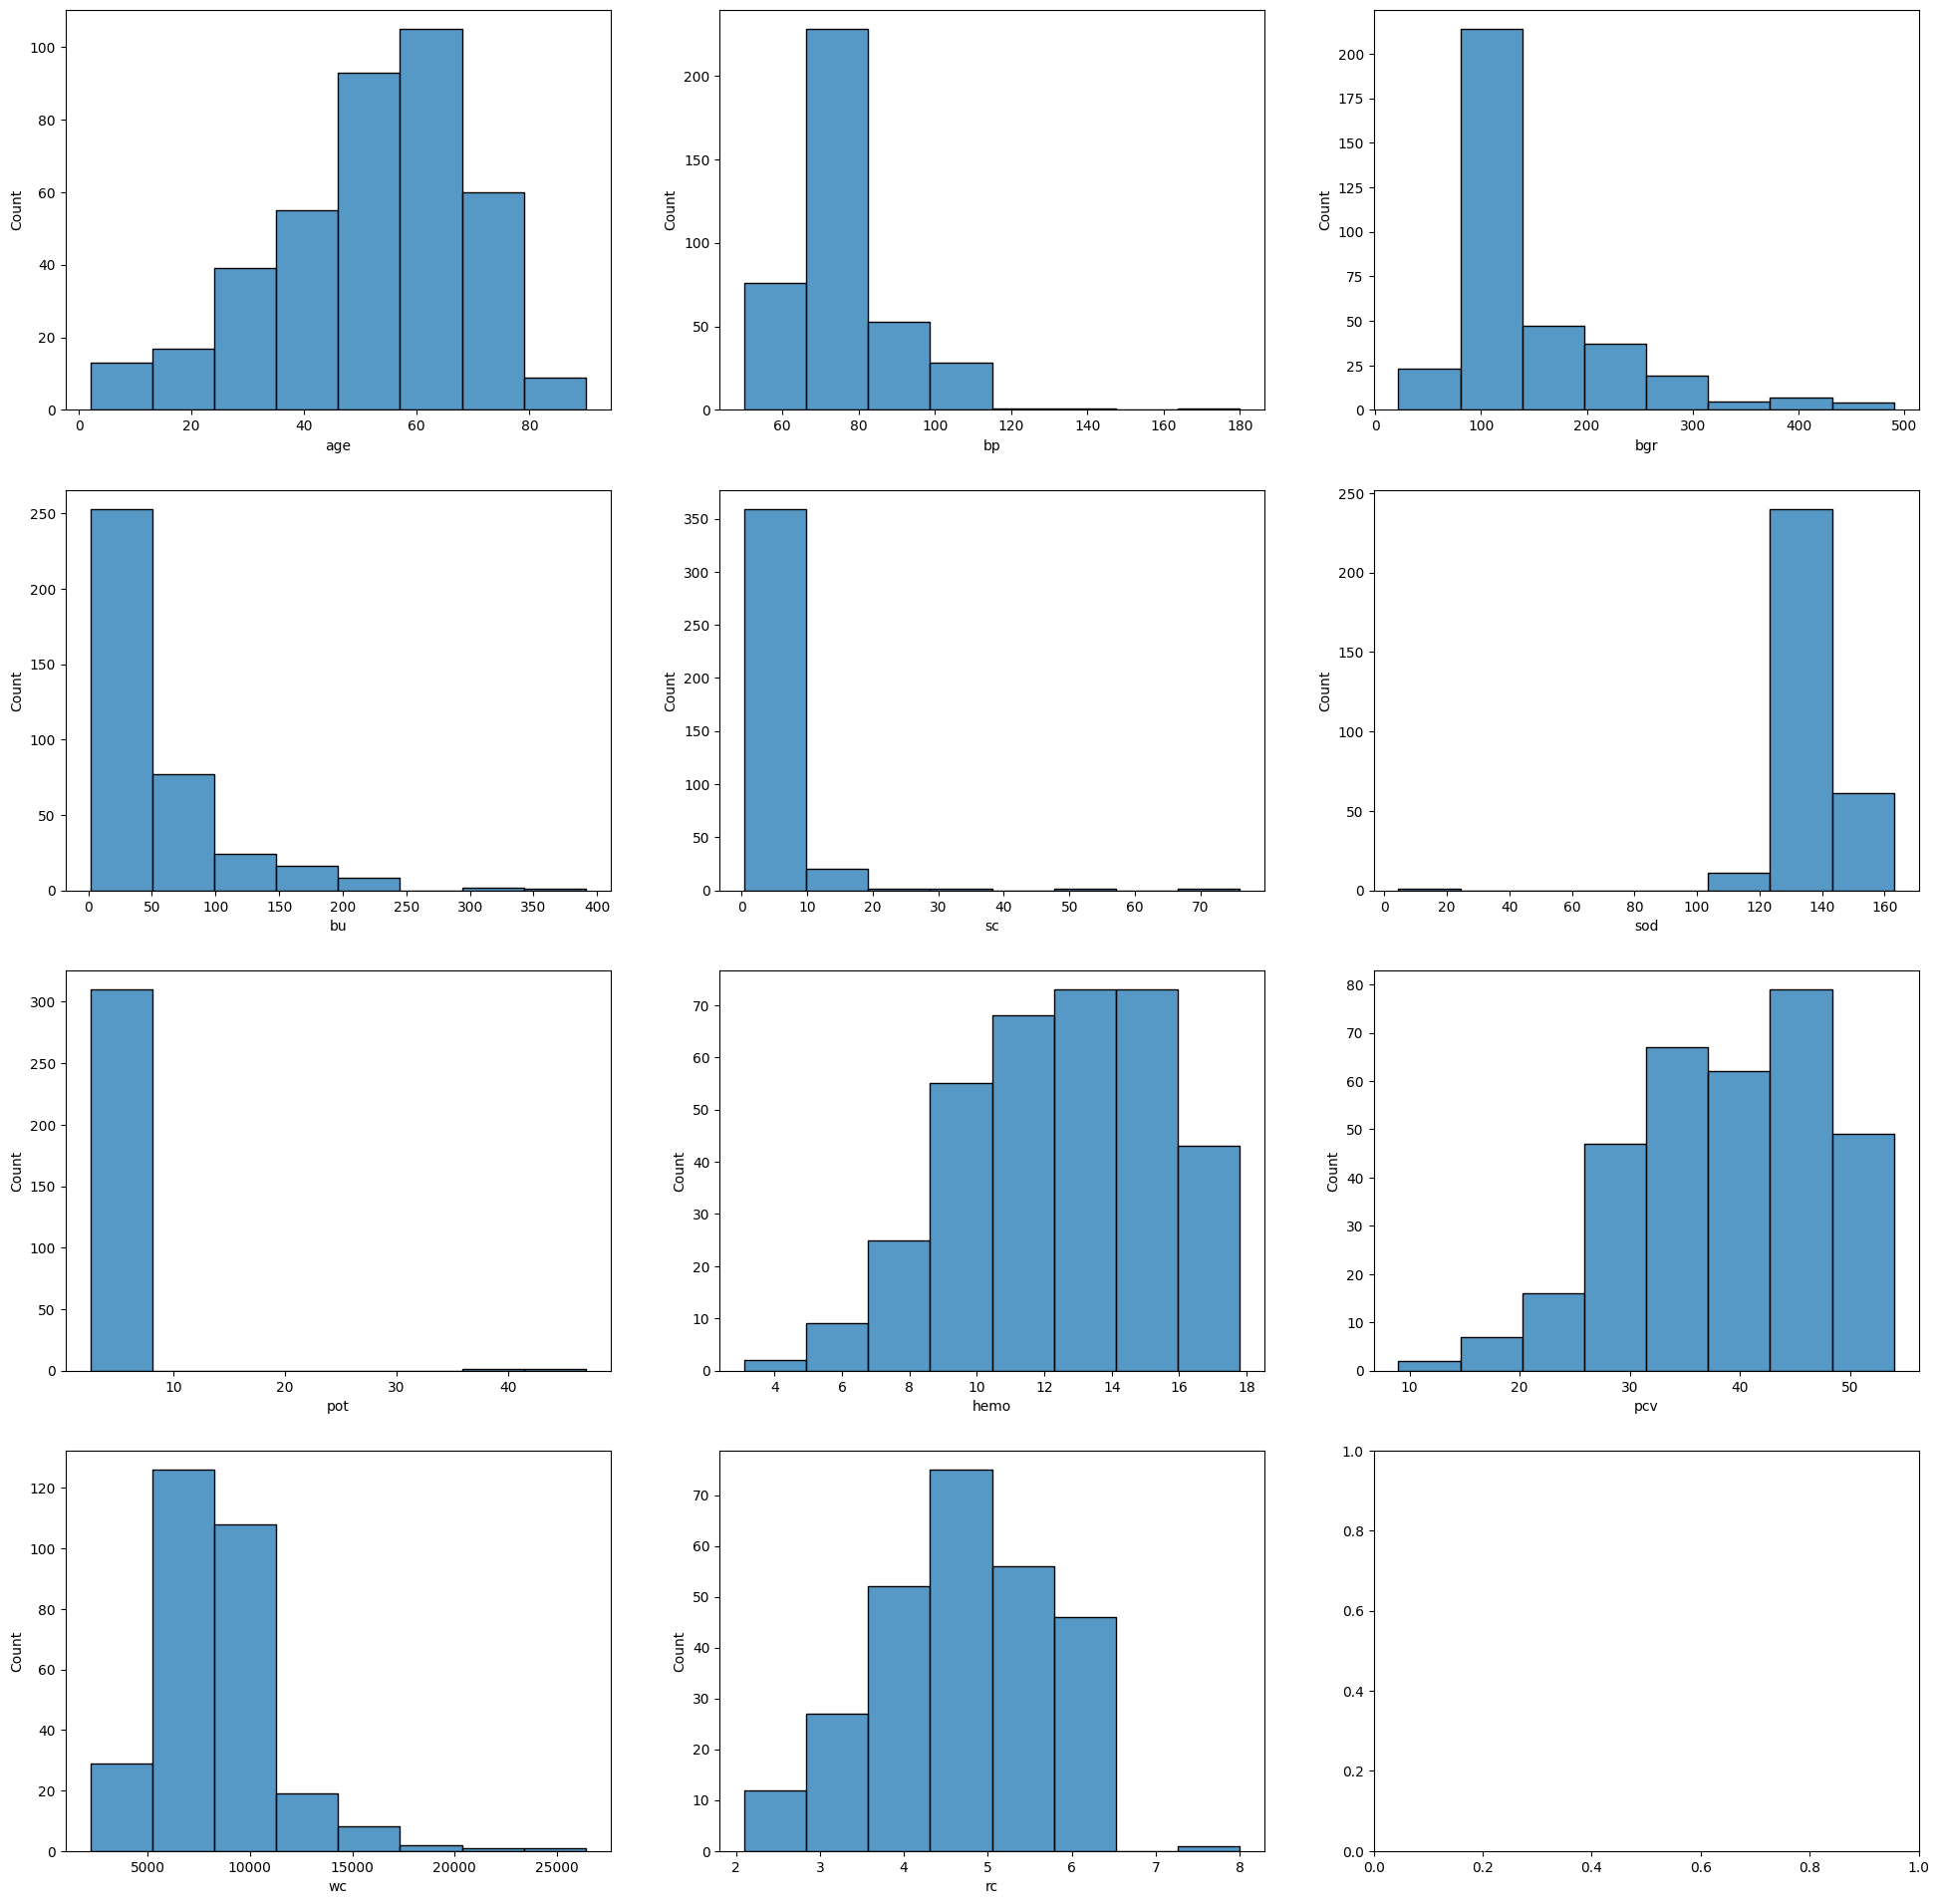 100
80
60
40
20
0
Count
0 20 40 60 80
age
200
150
100
50
0
Count
60 80 100 120 140 160 180
bp
200
175
150
125
100
75
50
25
0
Count
0 100 200 300 400 500
bgr
250
200
150
100
50
0
Count
0 50 100 150 200 250 300 350 400
bu
350
300
250
200
150
100
50
0
Count
0 10 20 30 40 50 60 70
sc
250
200
150
100
50
0
Count
0 20 40 60 80 100 120 140 160
sod
300
250
200
150
100
50
0
Count
10 20 30 40
pot
70
60
50
40
30
20
10
0
Count
4 6 8 10 12 14 16 18
hemo
80
70
60
50
40
30
20
10
0
Count
10 20 30 40 50
pcv
120
100
80
60
40
20
0
Count
5000 10000 15000 20000 25000
wc
70
60
50
40
30
20
10
0
Count
2 3 4 5 6 7 8
rc
1.0
0.8
0.6
0.4
0.2
0.0
0.0 0.2 0.4 0.6 0.8 1.0